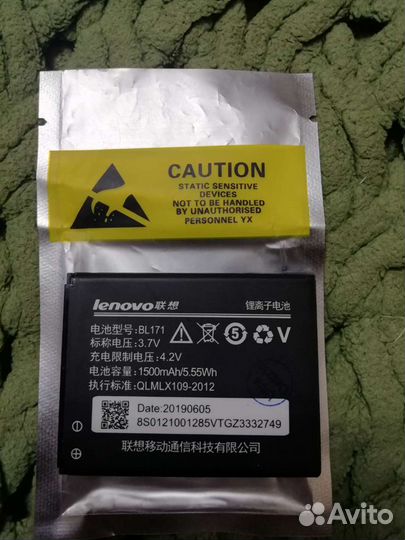 CAUTION
STATIC SENSITIVE
DEVICES
NOT TO BE HANDLED
BY UNAUTHORISED
PERSONNEL YX
lenovo联想
锂离子电池
电池型号: BL171
标称电压: 3.7V
充电限制电压: 4.2V
电池容量: 1500mAh/5.55Wh
执行标准: QLMLX109-2012
5
V
Date:20190605
8S0121001285VTGZ3332749
联想移动通信科技有限公司
Avito